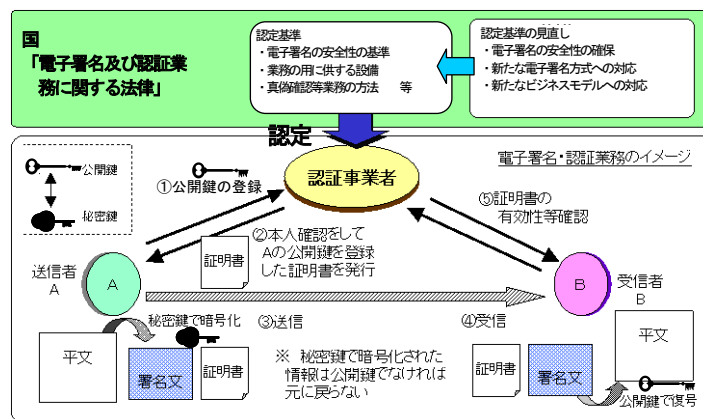 国
「電子署名及び認証業
務に関する法律」
認定基準
・電子署名の安全性の基準
・業務の用に供する設備
・真偽確認等業務の方法　等
認定基準の見直し
・電子署名の安全性の確保
・新たな電子署名方式への対応
・新たなビジネスモデルへの対応
認定
電子署名・認証業務のイメージ
公開鍵
秘密鍵
①公開鍵の登録
認証事業者
⑤証明書の
有効性等確認
②本人確認をして
Aの公開鍵を登録
した証明書を発行
証明書
送信者
A
A
B
受信者
B
秘密鍵で暗号化
③送信
④受信
平文
署名文
証明書
※ 秘密鍵で暗号化された
情報は公開鍵でなければ
元に戻らない
証明書
署名文
平文
公開鍵で復号